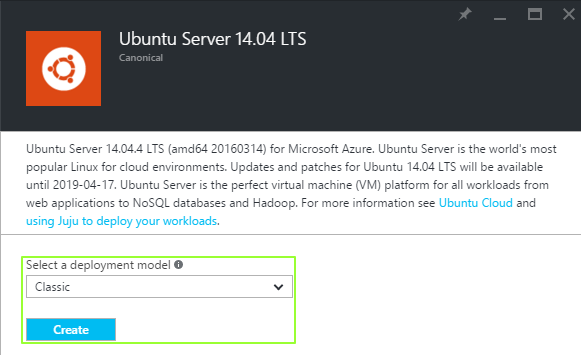 Ubuntu Server 14.04 LTS
Canonical
Ubuntu Server 14.04.4 LTS (amd64 20160314) for Microsoft Azure. Ubuntu Server is the world's most
popular Linux for cloud environments. Updates and patches for Ubuntu 14.04 LTS will be available
until 2019-04-17. Ubuntu Server is the perfect virtual machine (VM) platform for all workloads from
web applications to NoSQL databases and Hadoop. For more information see Ubuntu Cloud and
using Juju to deploy your workloads.
Select a deployment model
Classic
Create